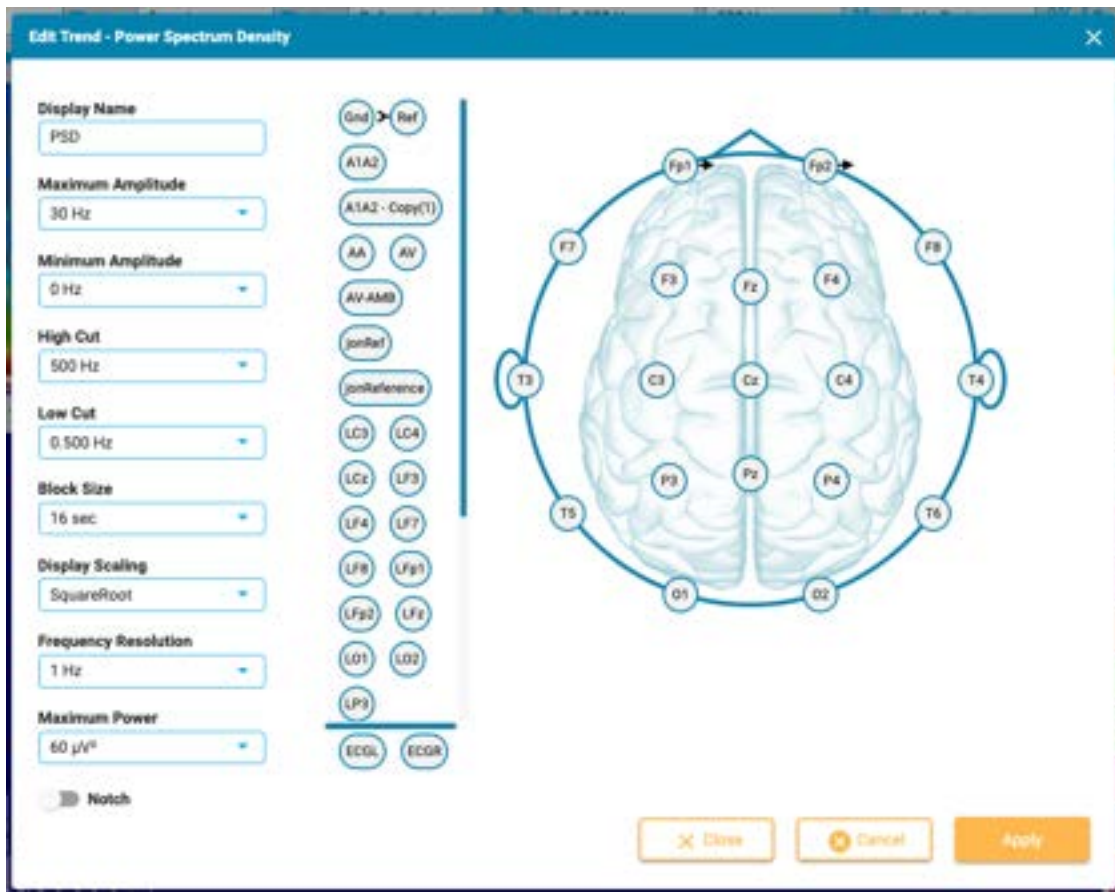 Edit Trend - Power Spectrum Density
Display Name
PSD
Maximum Amplitude
30 Hz
Minimum Amplitude
0 Hz
High Cut
500 Hz
Low Cut
0.500 Hz
Block Size
16 sec
Display Scaling
SquareRoot
Frequency Resolution
1 Hz
Maximum Power
60 µV²
Notch
Gnd Ref
A1A2
A1A2 - Copy(1)
AA AV
AV-AMB
jonRef
jonReference
LC3 LC4
LCz LF3
LF4 LF7
LF8 LFp1
LFp2 LFz
LO1 LO2
LP3
ECGL ECGR
Fp1 Fp2
F7 F8
F3 Fz F4
T3 C3 Cz C4 T4
P3 Pz P4
T5 T6
O1 O2
Close Cancel Apply